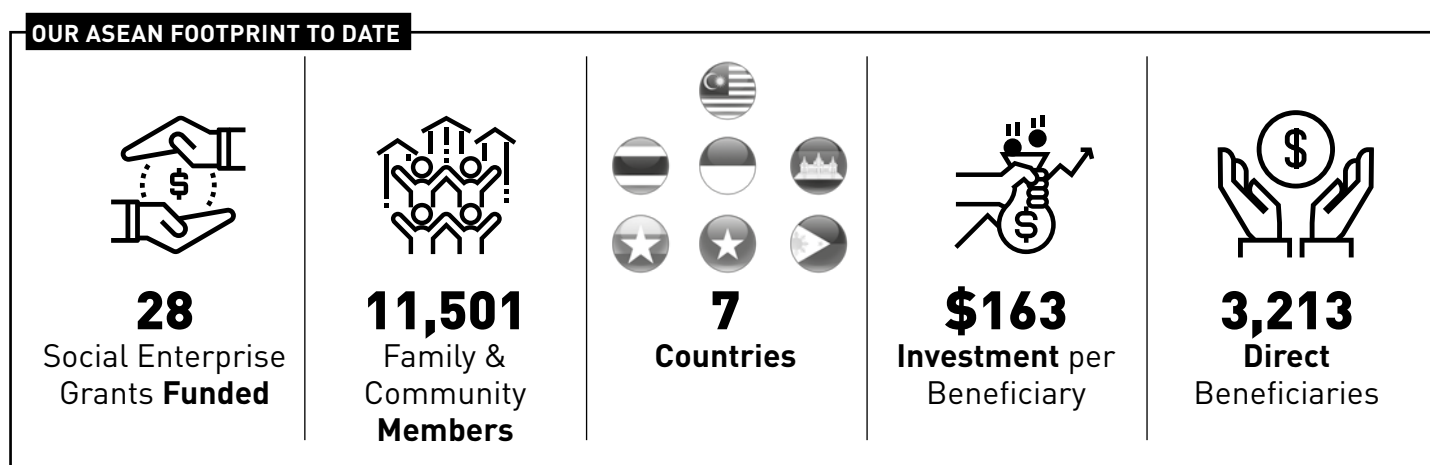 OUR ASEAN FOOTPRINT TO DATE
$
28
Social Enterprise
Grants Funded
11,501
Family &
Community
Members
7
Countries
$
$163
Investment per
Beneficiary
$
3,213
Direct
Beneficiaries